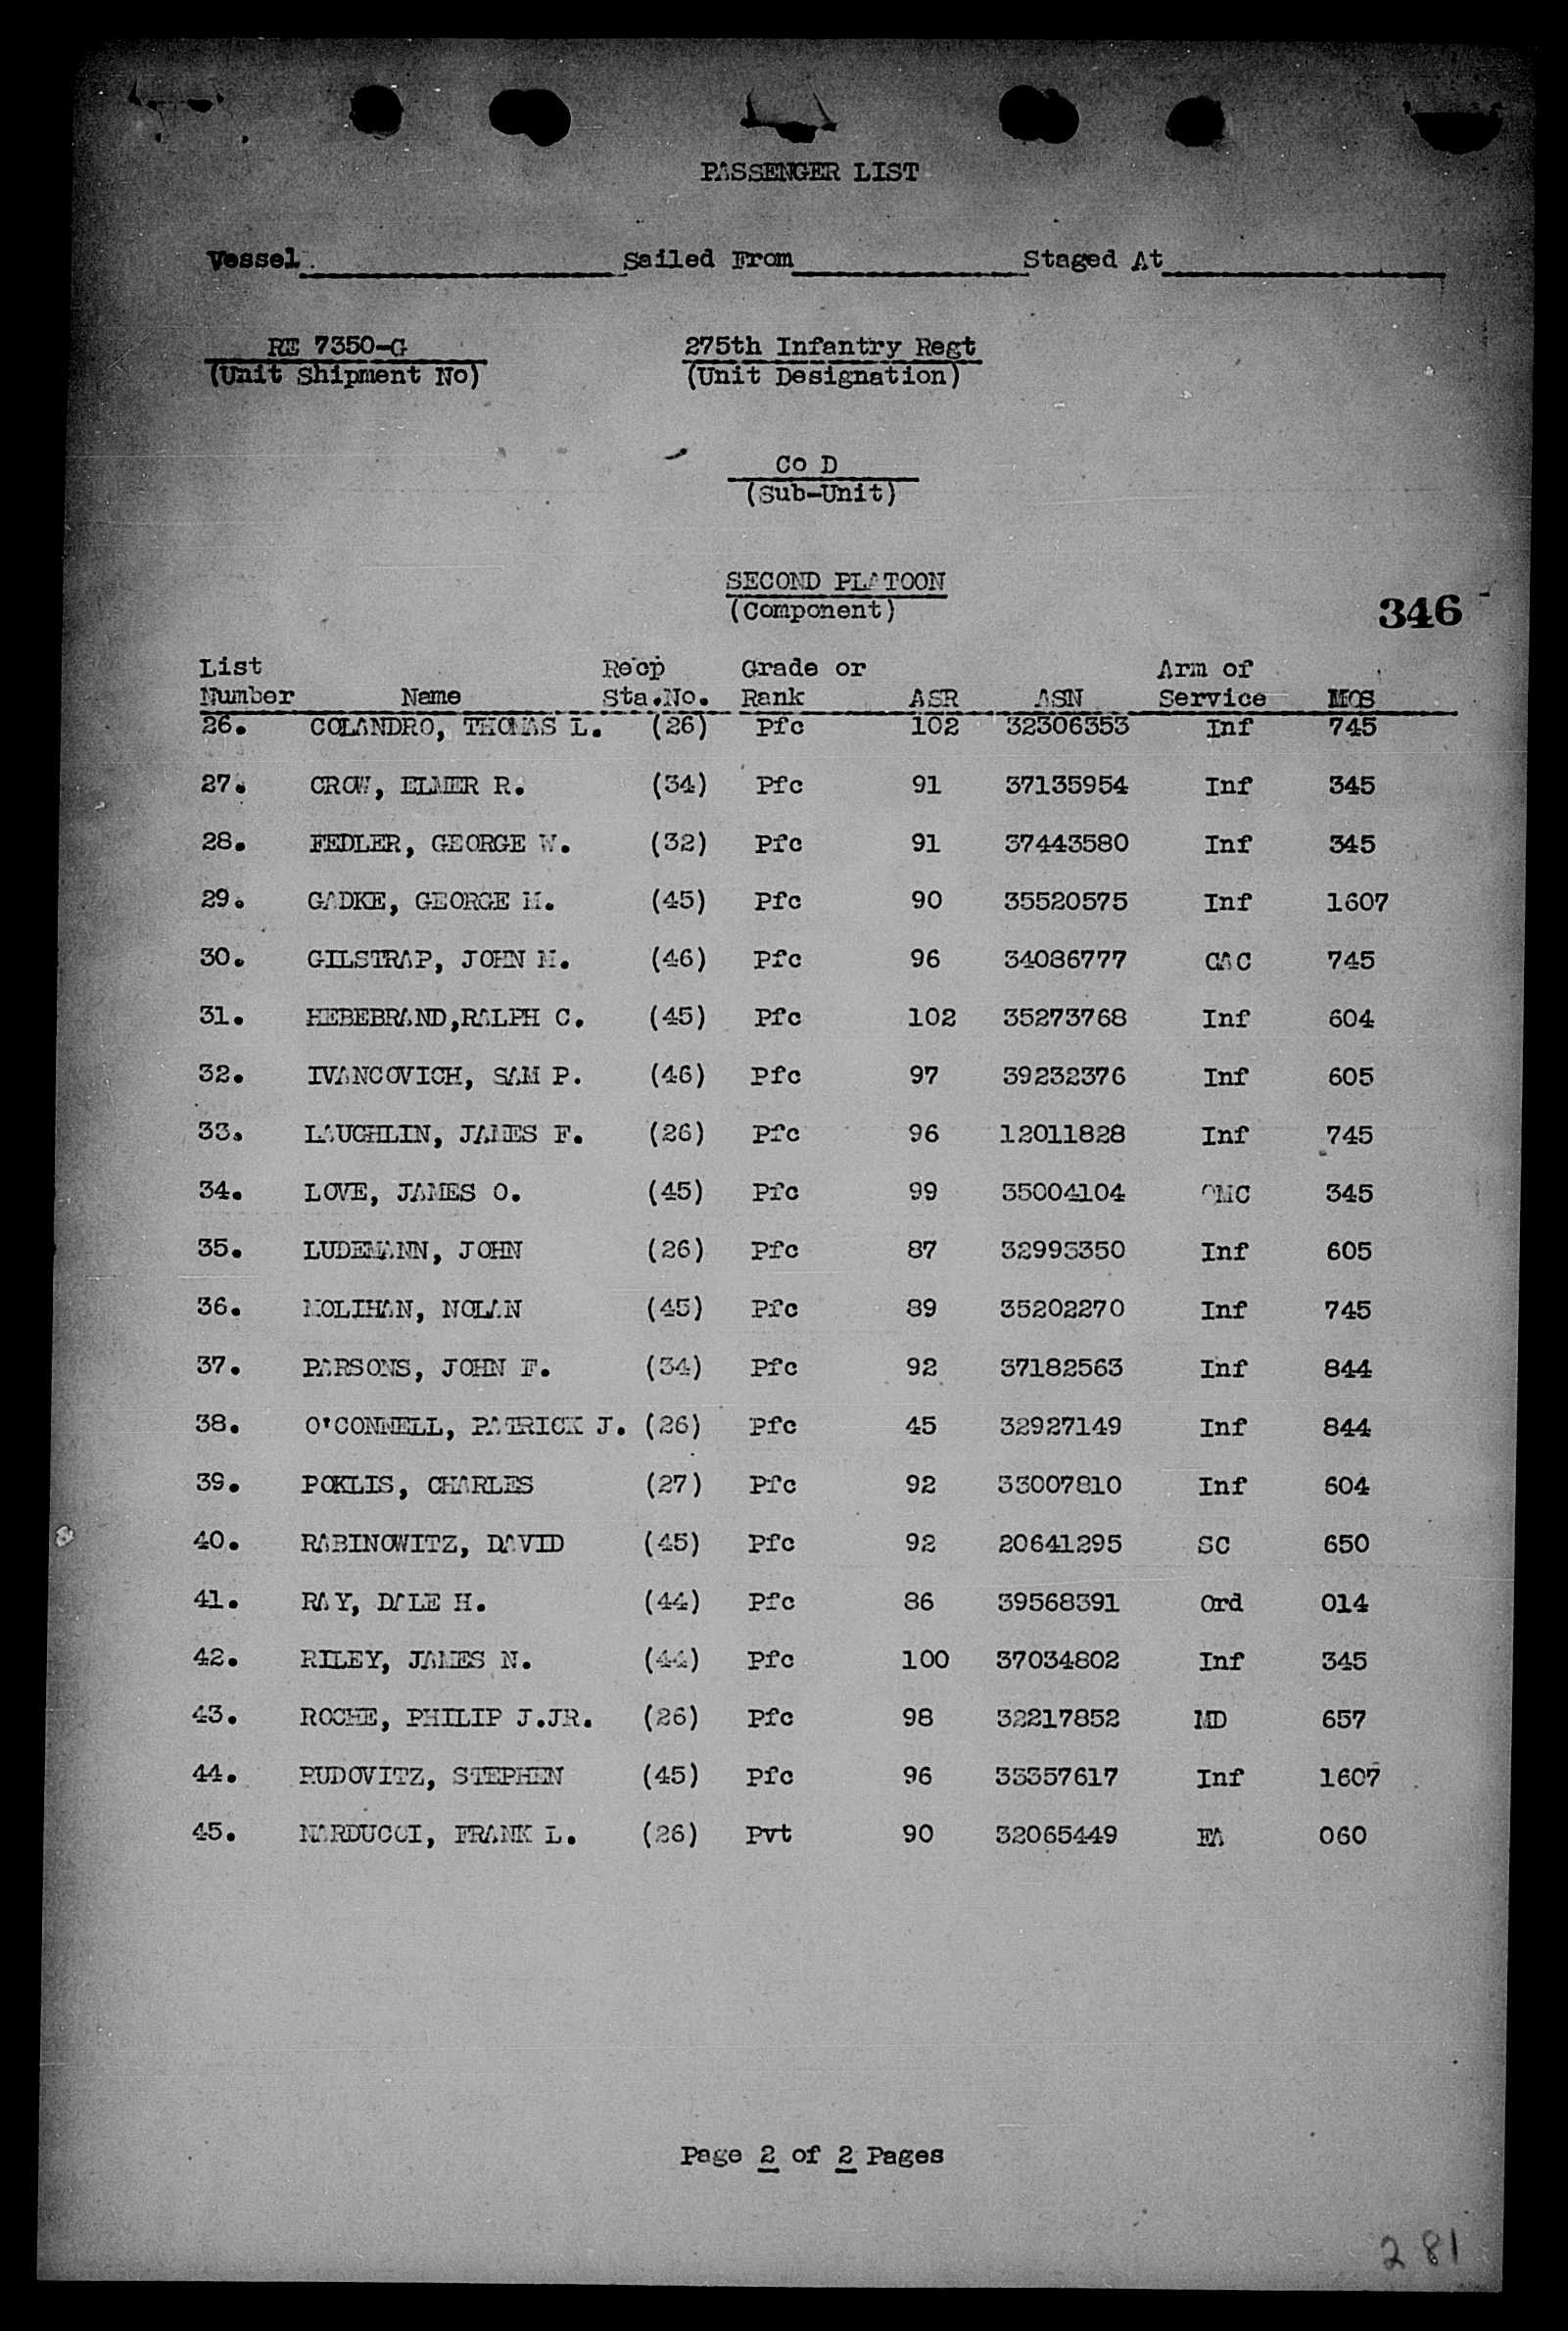 PASSENGER LIST
Vessel Sailed From Staged At
RE 7350-G 275th Infantry Regt
(Unit Shipment No) (Unit Designation)
Co D
(Sub-Unit)
SECOND PLATOON
(Component)
346
List Recp Grade or Arm of
Number Name Sta.No. Rank ASR ASN Service MOS
26. COLANDRO, THOMAS L. (26) Pfc 102 32306353 Inf 745
27. CROW, ELMER R. (34) Pfc 91 37135954 Inf 345
28. FEDLER, GEORGE W. (32) Pfc 91 37443580 Inf 345
29. GADKE, GEORGE M. (45) Pfc 90 35520575 Inf 1607
30. GILSTRAP, JOHN M. (46) Pfc 96 34086777 CAC 745
31. HEBEBRAND,RALPH C. (45) Pfc 102 35273768 Inf 604
32. IVANCOVICH, SAM P. (46) Pfc 97 39232376 Inf 605
33. LAUGHLIN, JAMES F. (26) Pfc 96 12011828 Inf 745
34. LOVE, JAMES O. (45) Pfc 99 35004104 QMC 345
35. LUDEMANN, JOHN (26) Pfc 87 32995350 Inf 605
36. MOLIHAN, NOLAN (45) Pfc 89 35202270 Inf 745
37. PARSONS, JOHN F. (34) Pfc 92 37182563 Inf 844
38. O'CONNELL, PATRICK J. (26) Pfc 45 32927149 Inf 844
39. POKLIS, CHARLES (27) Pfc 92 33007810 Inf 604
40. RABINOWITZ, DAVID (45) Pfc 92 20641295 SC 650
41. RAY, DALE H. (44) Pfc 86 39568391 Ord 014
42. RILEY, JAMES N. (44) Pfc 100 37034802 Inf 345
43. ROCHE, PHILIP J.JR. (26) Pfc 98 32217852 MD 657
44. RUDOVITZ, STEPHEN (45) Pfc 96 33357617 Inf 1607
45. NARDUCCI, FRANK L. (26) Pvt 90 32065449 FA 060
Page 2 of 2 Pages
281